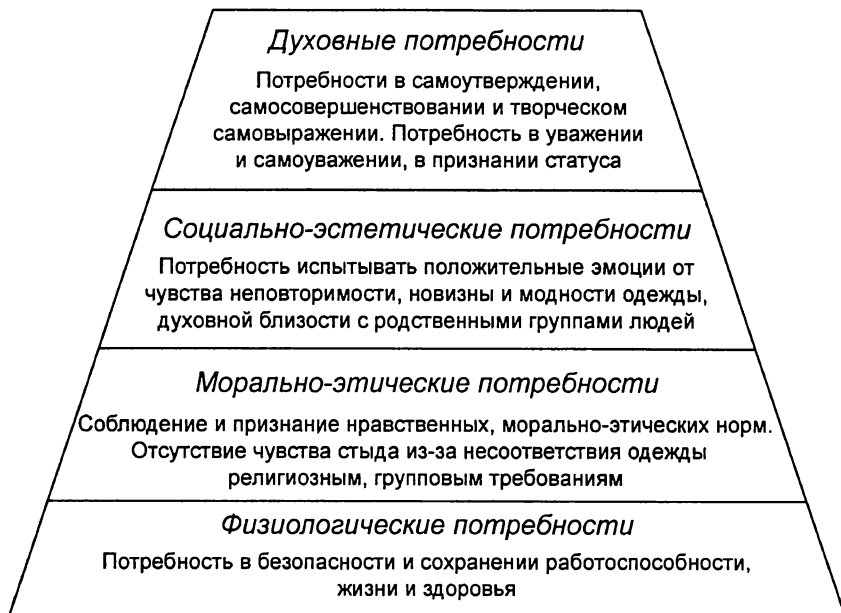 Духовные потребности
Потребности в самоутверждении,
самосовершенствовании и творческом
самовыражении. Потребность в уважении
и самоуважении, в признании статуса
Социально-эстетические потребности
Потребность испытывать положительные эмоции от
чувства неповторимости, новизны и модности одежды,
духовной близости с родственными группами людей
Морально-этические потребности
Соблюдение и признание нравственных, морально-этических норм.
Отсутствие чувства стыда из-за несоответствия одежды
религиозным, групповым требованиям
Физиологические потребности
Потребность в безопасности и сохранении работоспособности,
жизни и здоровья